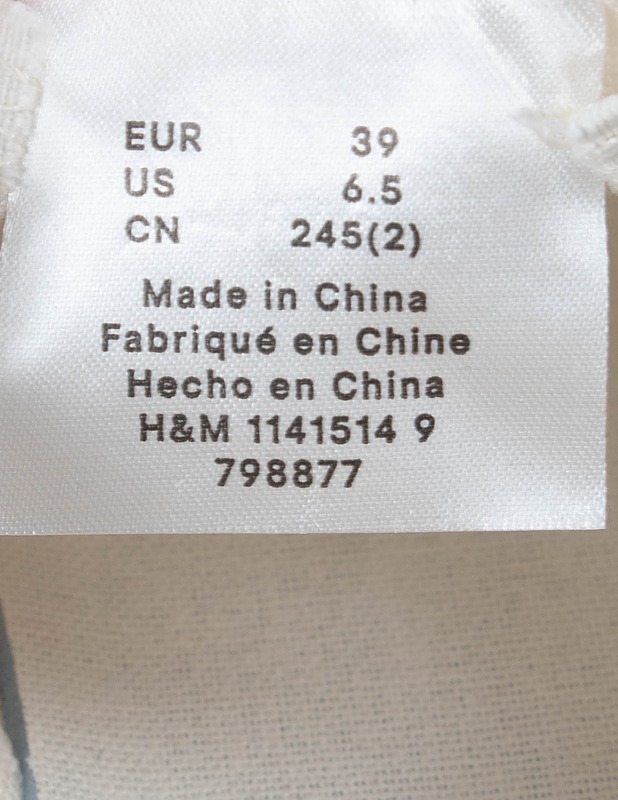 EUR 39
US 6.5
CN 245(2)
Made in China
Fabriqué en Chine
Hecho en China
H&M 1141514 9
798877